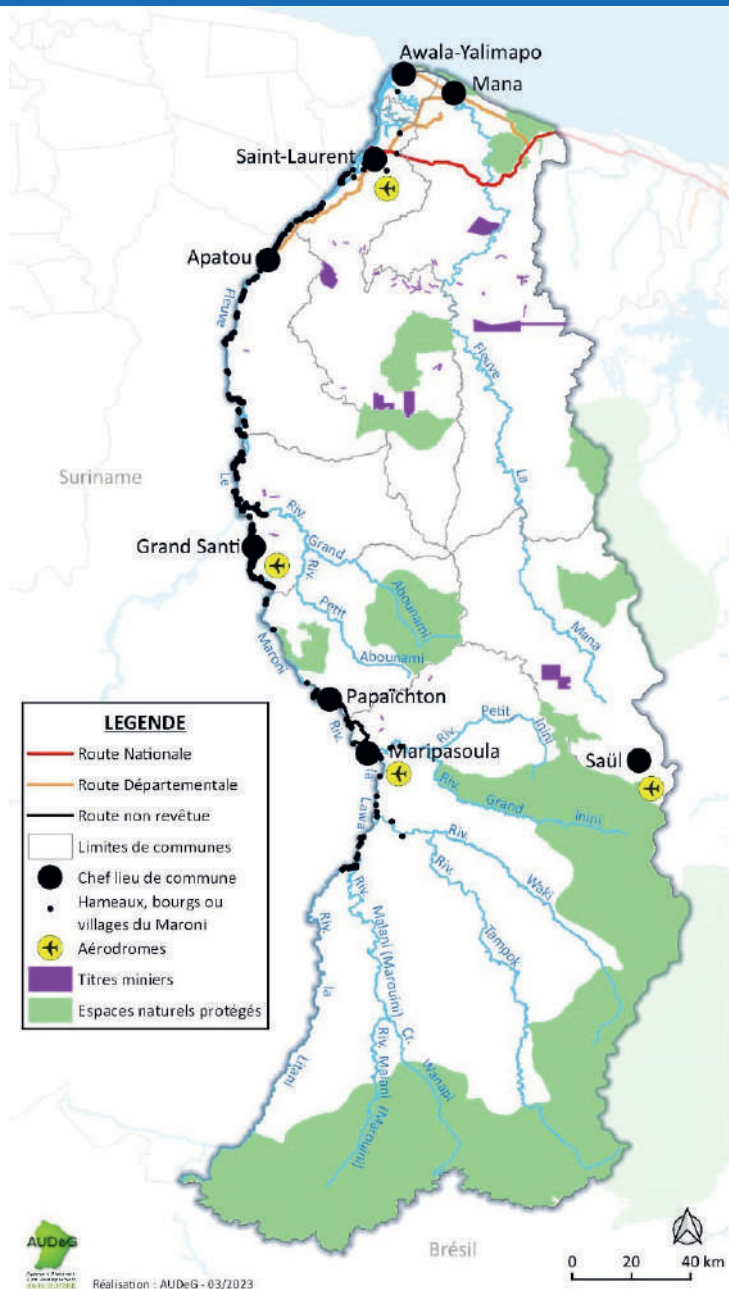 Awala-Yalimapo
Mana
Saint-Laurent
Apatou
Fleuve
Fleuve
Suriname
Le
La
Riv.
Grand Santi
Grand
Riv.
Abounami
Petit
Abounami
Mana
Maroni
Papaïchton
Riv.
Petit
Inini
Riv.
la
Maripasoula
Saül
Riv.
Grand
Inini
Lawa
Riv.
Waki
Riv.
Tampok
Riv.
Malani (Marouini)
Cr.
Wanapi
Riv. Malani (Marouini)
Riv.
la
Litani
LEGENDE
Route Nationale
Route Départementale
Route non revêtue
Limites de communes
Chef lieu de commune
Hameaux, bourgs ou
villages du Maroni
Aérodromes
Titres miniers
Espaces naturels protégés
Brésil
AUDeG
Réalisation : AUDeG - 03/2023
0 20 40 km